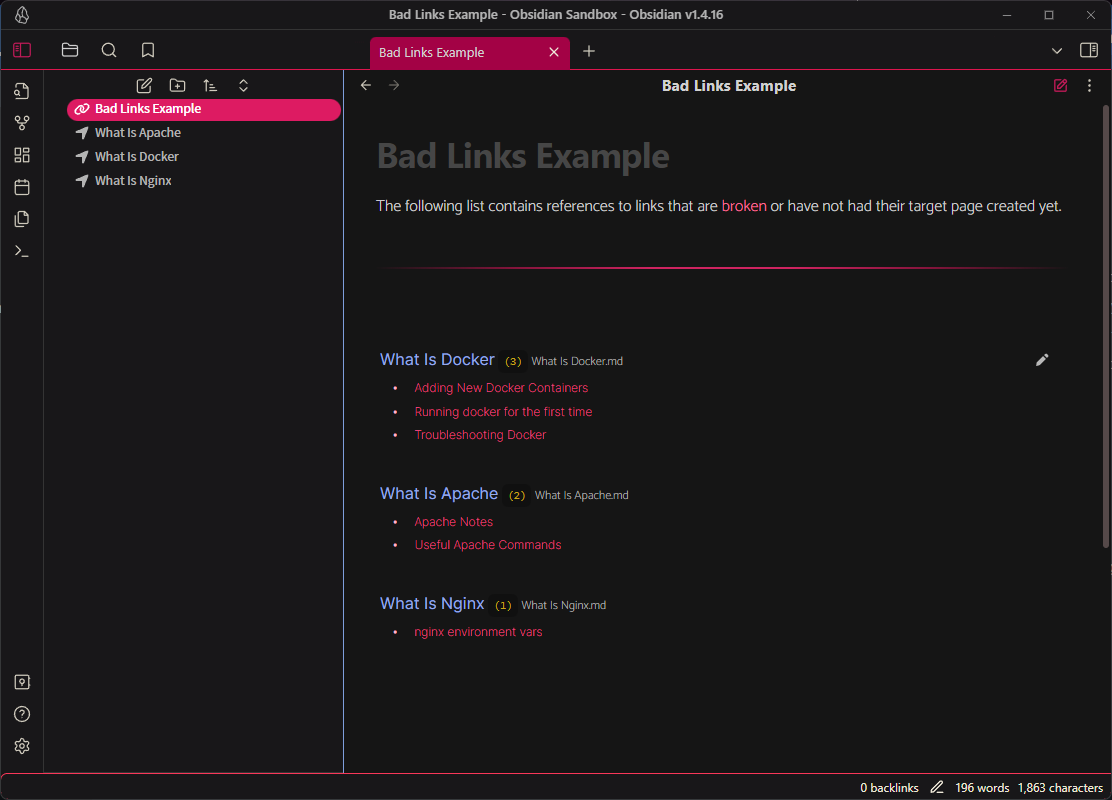 Bad Links Example - Obsidian Sandbox - Obsidian v1.4.16
Bad Links Example
Bad Links Example
Bad Links Example
What Is Apache
What Is Docker
What Is Nginx
Bad Links Example
The following list contains references to links that are broken or have not had their target page created yet.
What Is Docker (3) What Is Docker.md
• Adding New Docker Containers
• Running docker for the first time
• Troubleshooting Docker
What Is Apache (2) What Is Apache.md
• Apache Notes
• Useful Apache Commands
What Is Nginx (1) What Is Nginx.md
• nginx environment vars
0 backlinks 196 words 1,863 characters